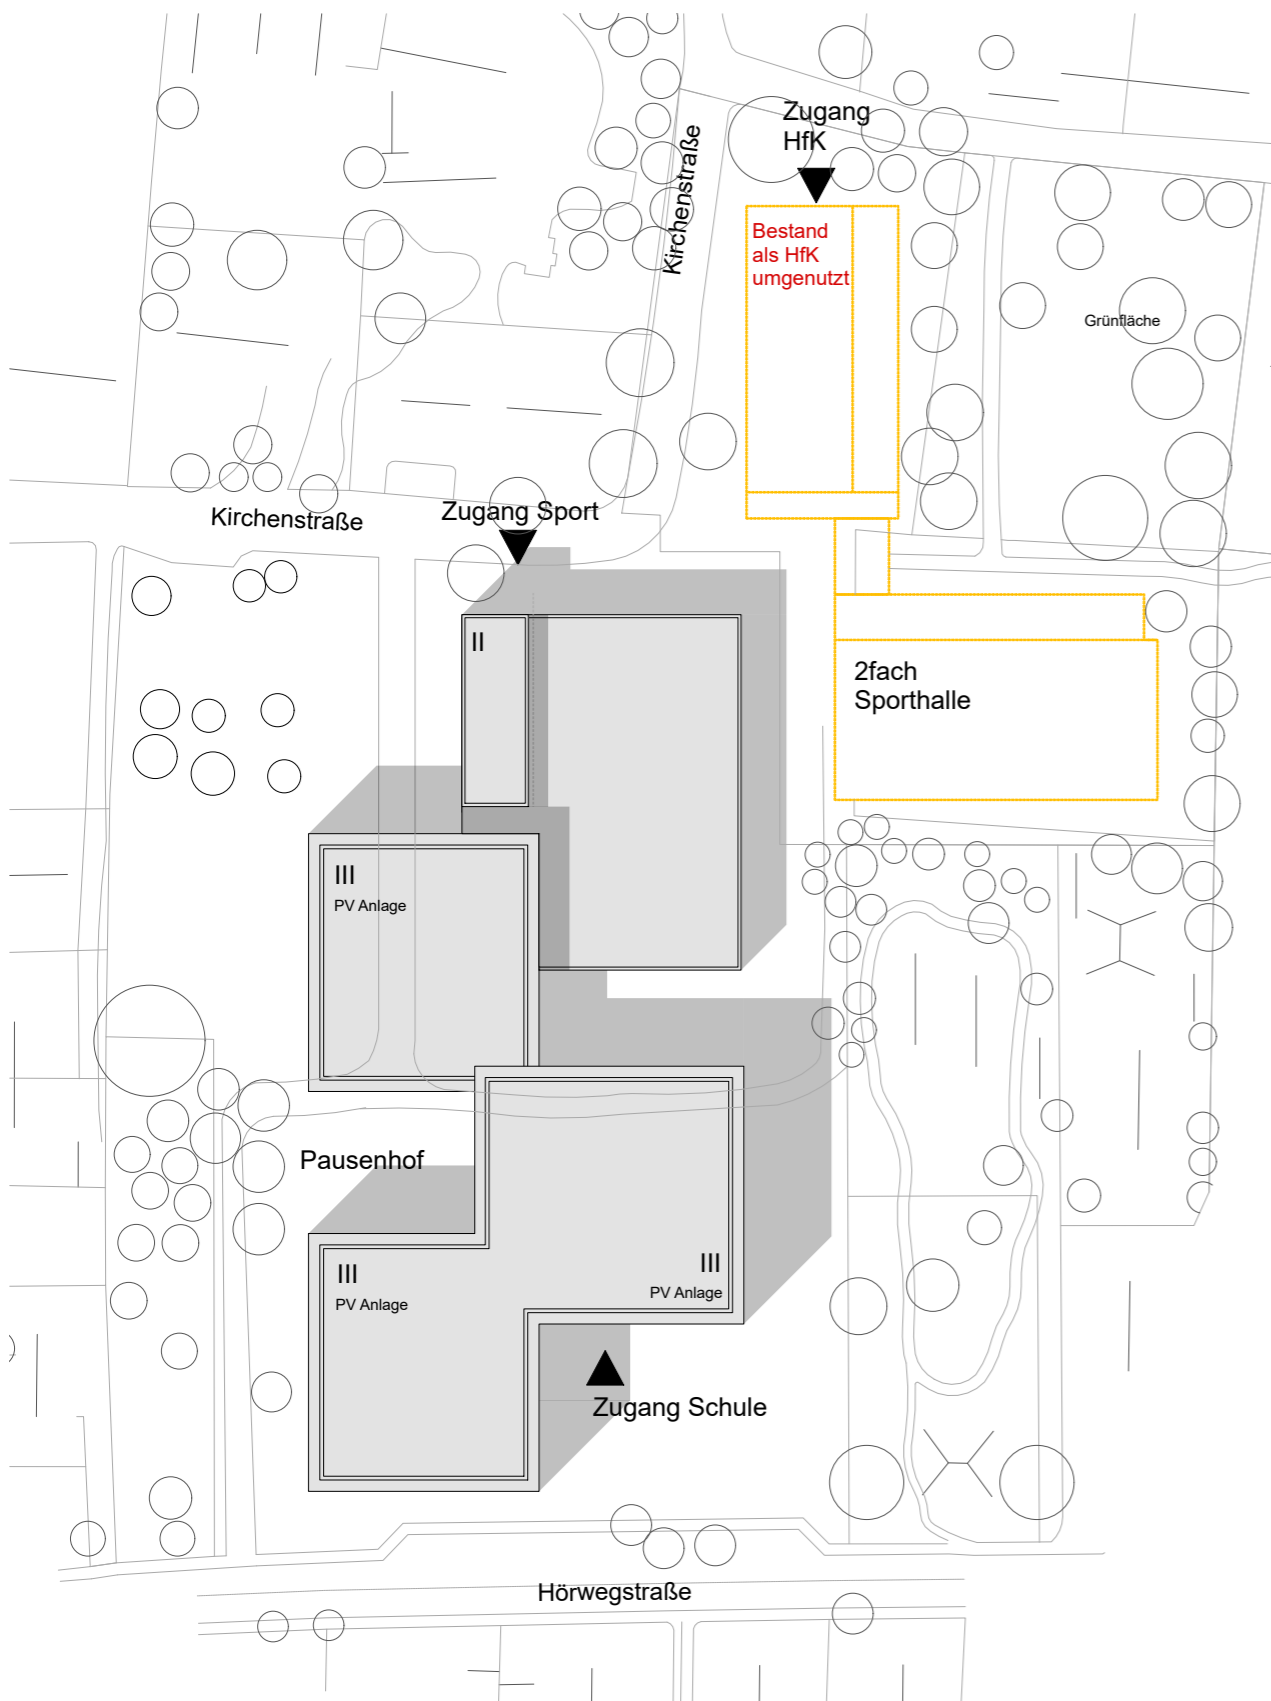 Zugang
HfK
Kirchenstraße
Bestand
als HfK
umgenutzt
Grünfläche
Kirchenstraße
Zugang Sport
II
2fach
Sporthalle
III
PV Anlage
Pausenhof
III
PV Anlage
III
PV Anlage
Zugang Schule
Hörwegstraße